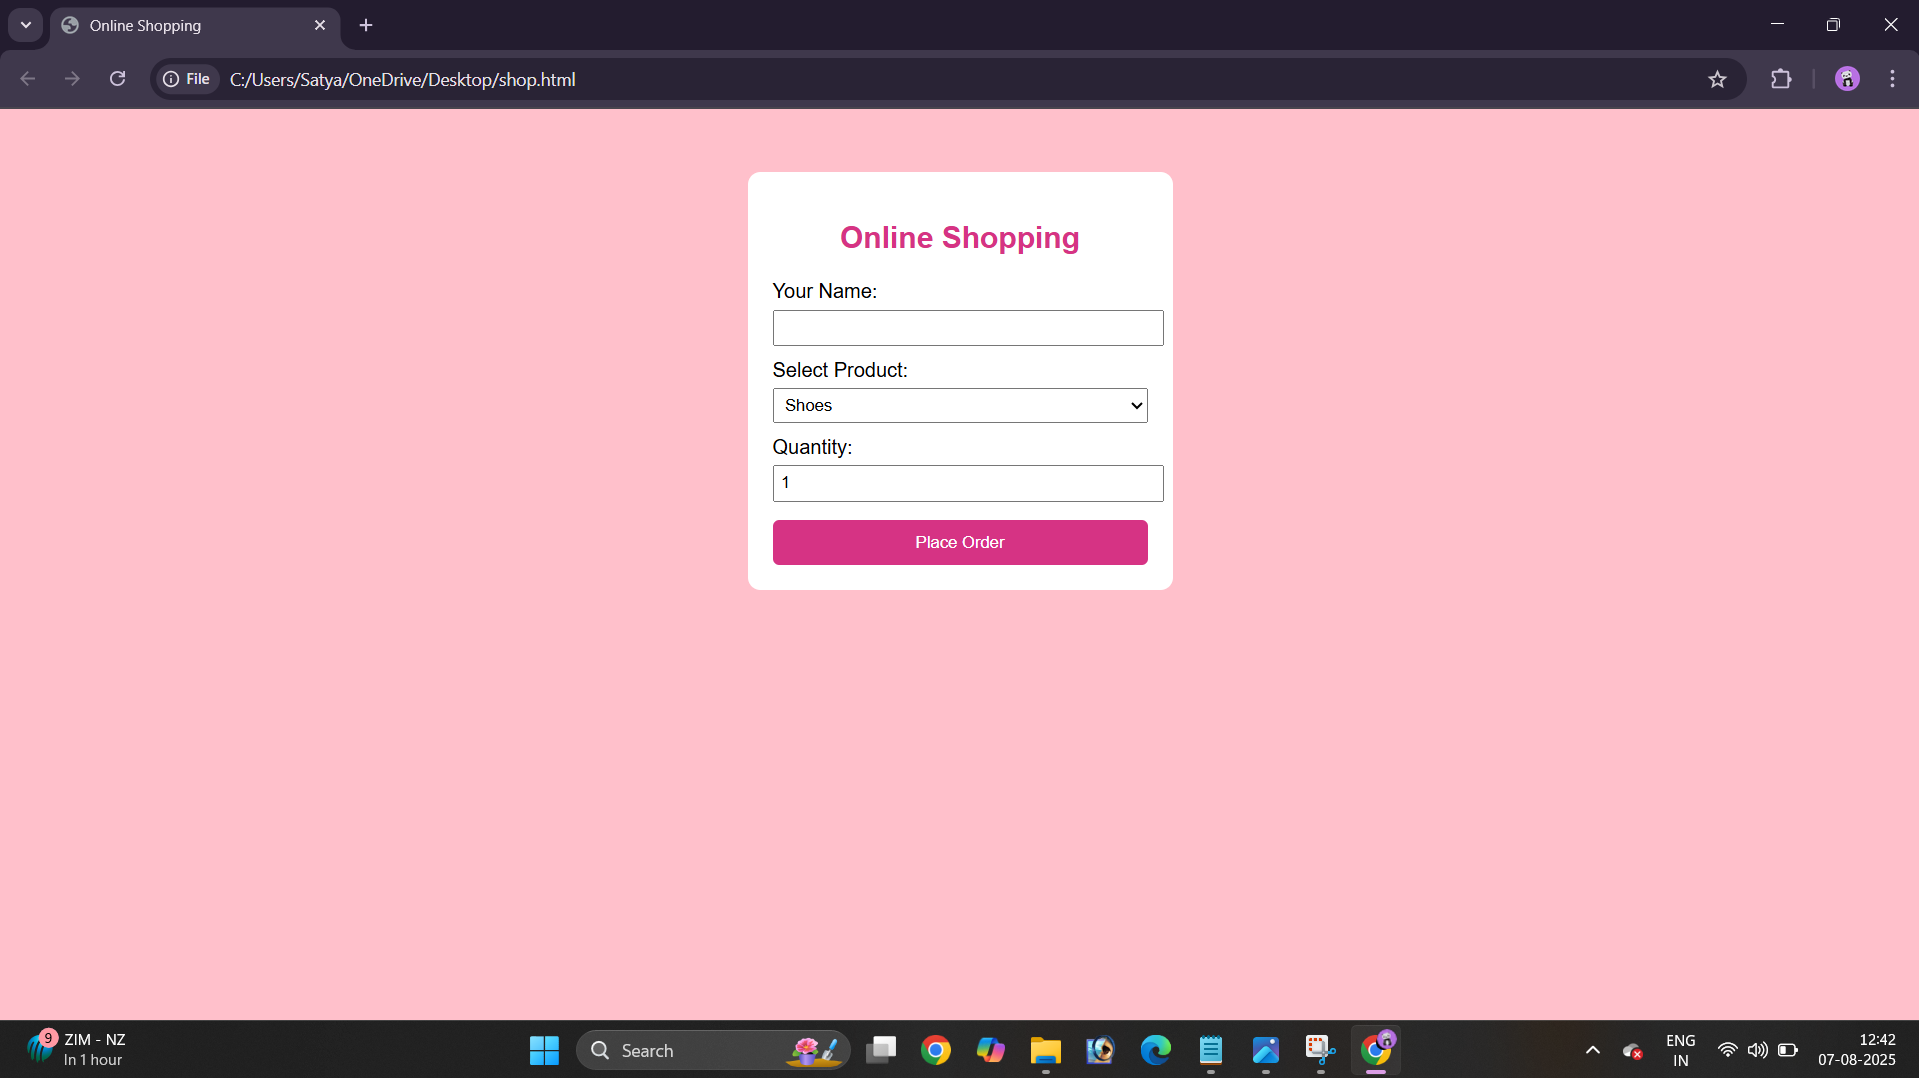 Online Shopping
File
C:/Users/Satya/OneDrive/Desktop/shop.html
Online Shopping
Your Name:
Select Product:
Shoes
Quantity:
1
Place Order
9
ZIM - NZ
In 1 hour
Search
ENG
IN
12:42
07-08-2025